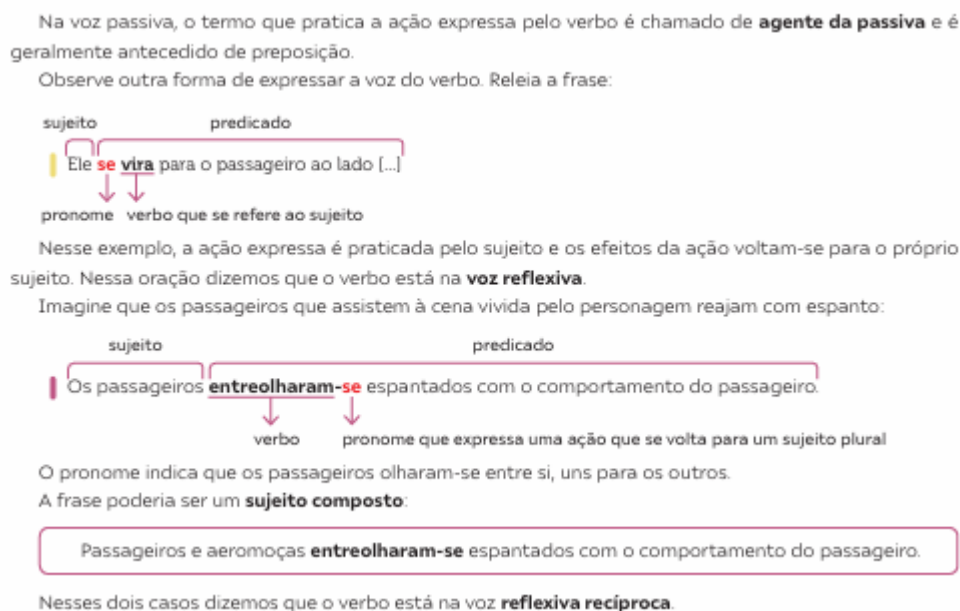 Na voz passiva, o termo que pratica a ação expressa pelo verbo é chamado de agente da passiva e é
geralmente antecedido de preposição.
Observe outra forma de expressar a voz do verbo. Releia a frase:
sujeito predicado
Ele se vira para o passageiro ao lado [...]
pronome verbo que se refere ao sujeito
Nesse exemplo, a ação expressa é praticada pelo sujeito e os efeitos da ação voltam-se para o próprio
sujeito. Nessa oração dizemos que o verbo está na voz reflexiva.
Imagine que os passageiros que assistem à cena vivida pelo personagem reajam com espanto:
sujeito predicado
Os passageiros entreolharam-se espantados com o comportamento do passageiro.
verbo pronome que expressa uma ação que se volta para um sujeito plural
O pronome indica que os passageiros olharam-se entre si, uns para os outros.
A frase poderia ser um sujeito composto:
Passageiros e aeromoças entreolharam-se espantados com o comportamento do passageiro.
Nesses dois casos dizemos que o verbo está na voz reflexiva recíproca.